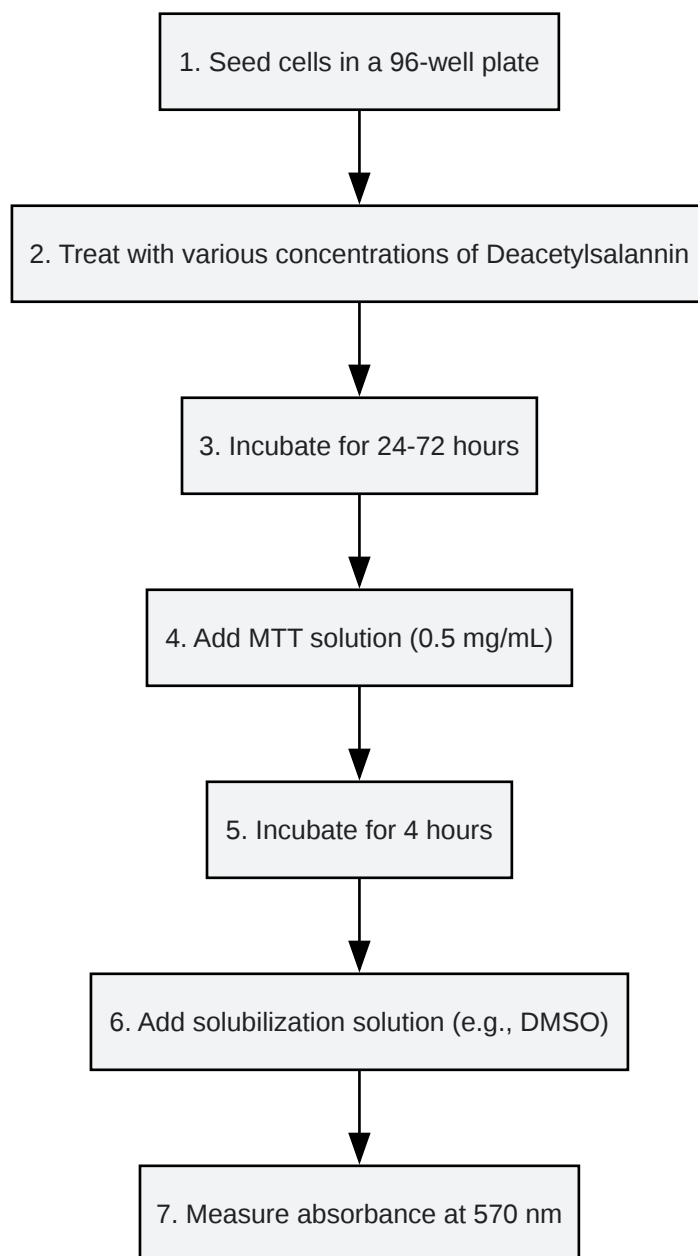 1. Seed cells in a 96-well plate
2. Treat with various concentrations of Deacetylsalannin
3. Incubate for 24-72 hours
4. Add MTT solution (0.5 mg/mL)
5. Incubate for 4 hours
6. Add solubilization solution (e.g., DMSO)
7. Measure absorbance at 570 nm